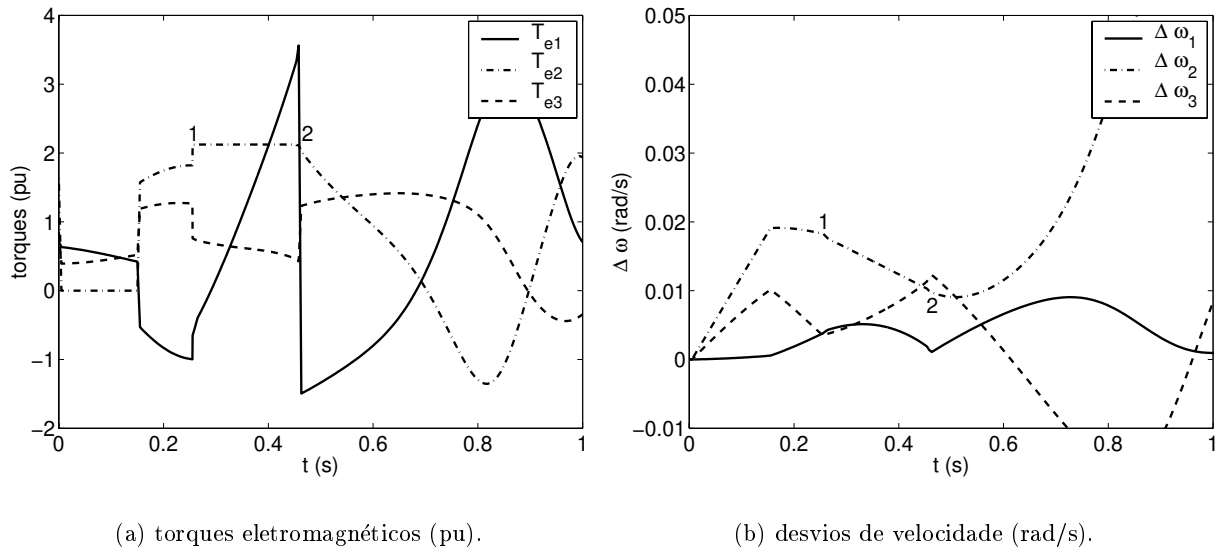 5
4
3
2
1
0
−1
−2
torques (pu)
0
0.2
0.4
0.6
0.8
1
t (s)
1
2
T_e1
T_e2
T_e3
(a) torques eletromagnéticos (pu).
0.05
0.04
0.03
0.02
0.01
0
−0.01
Δ ω (rad/s)
0
0.2
0.4
0.6
0.8
1
t (s)
1
2
Δ ω_1
Δ ω_2
Δ ω_3
(b) desvios de velocidade (rad/s).